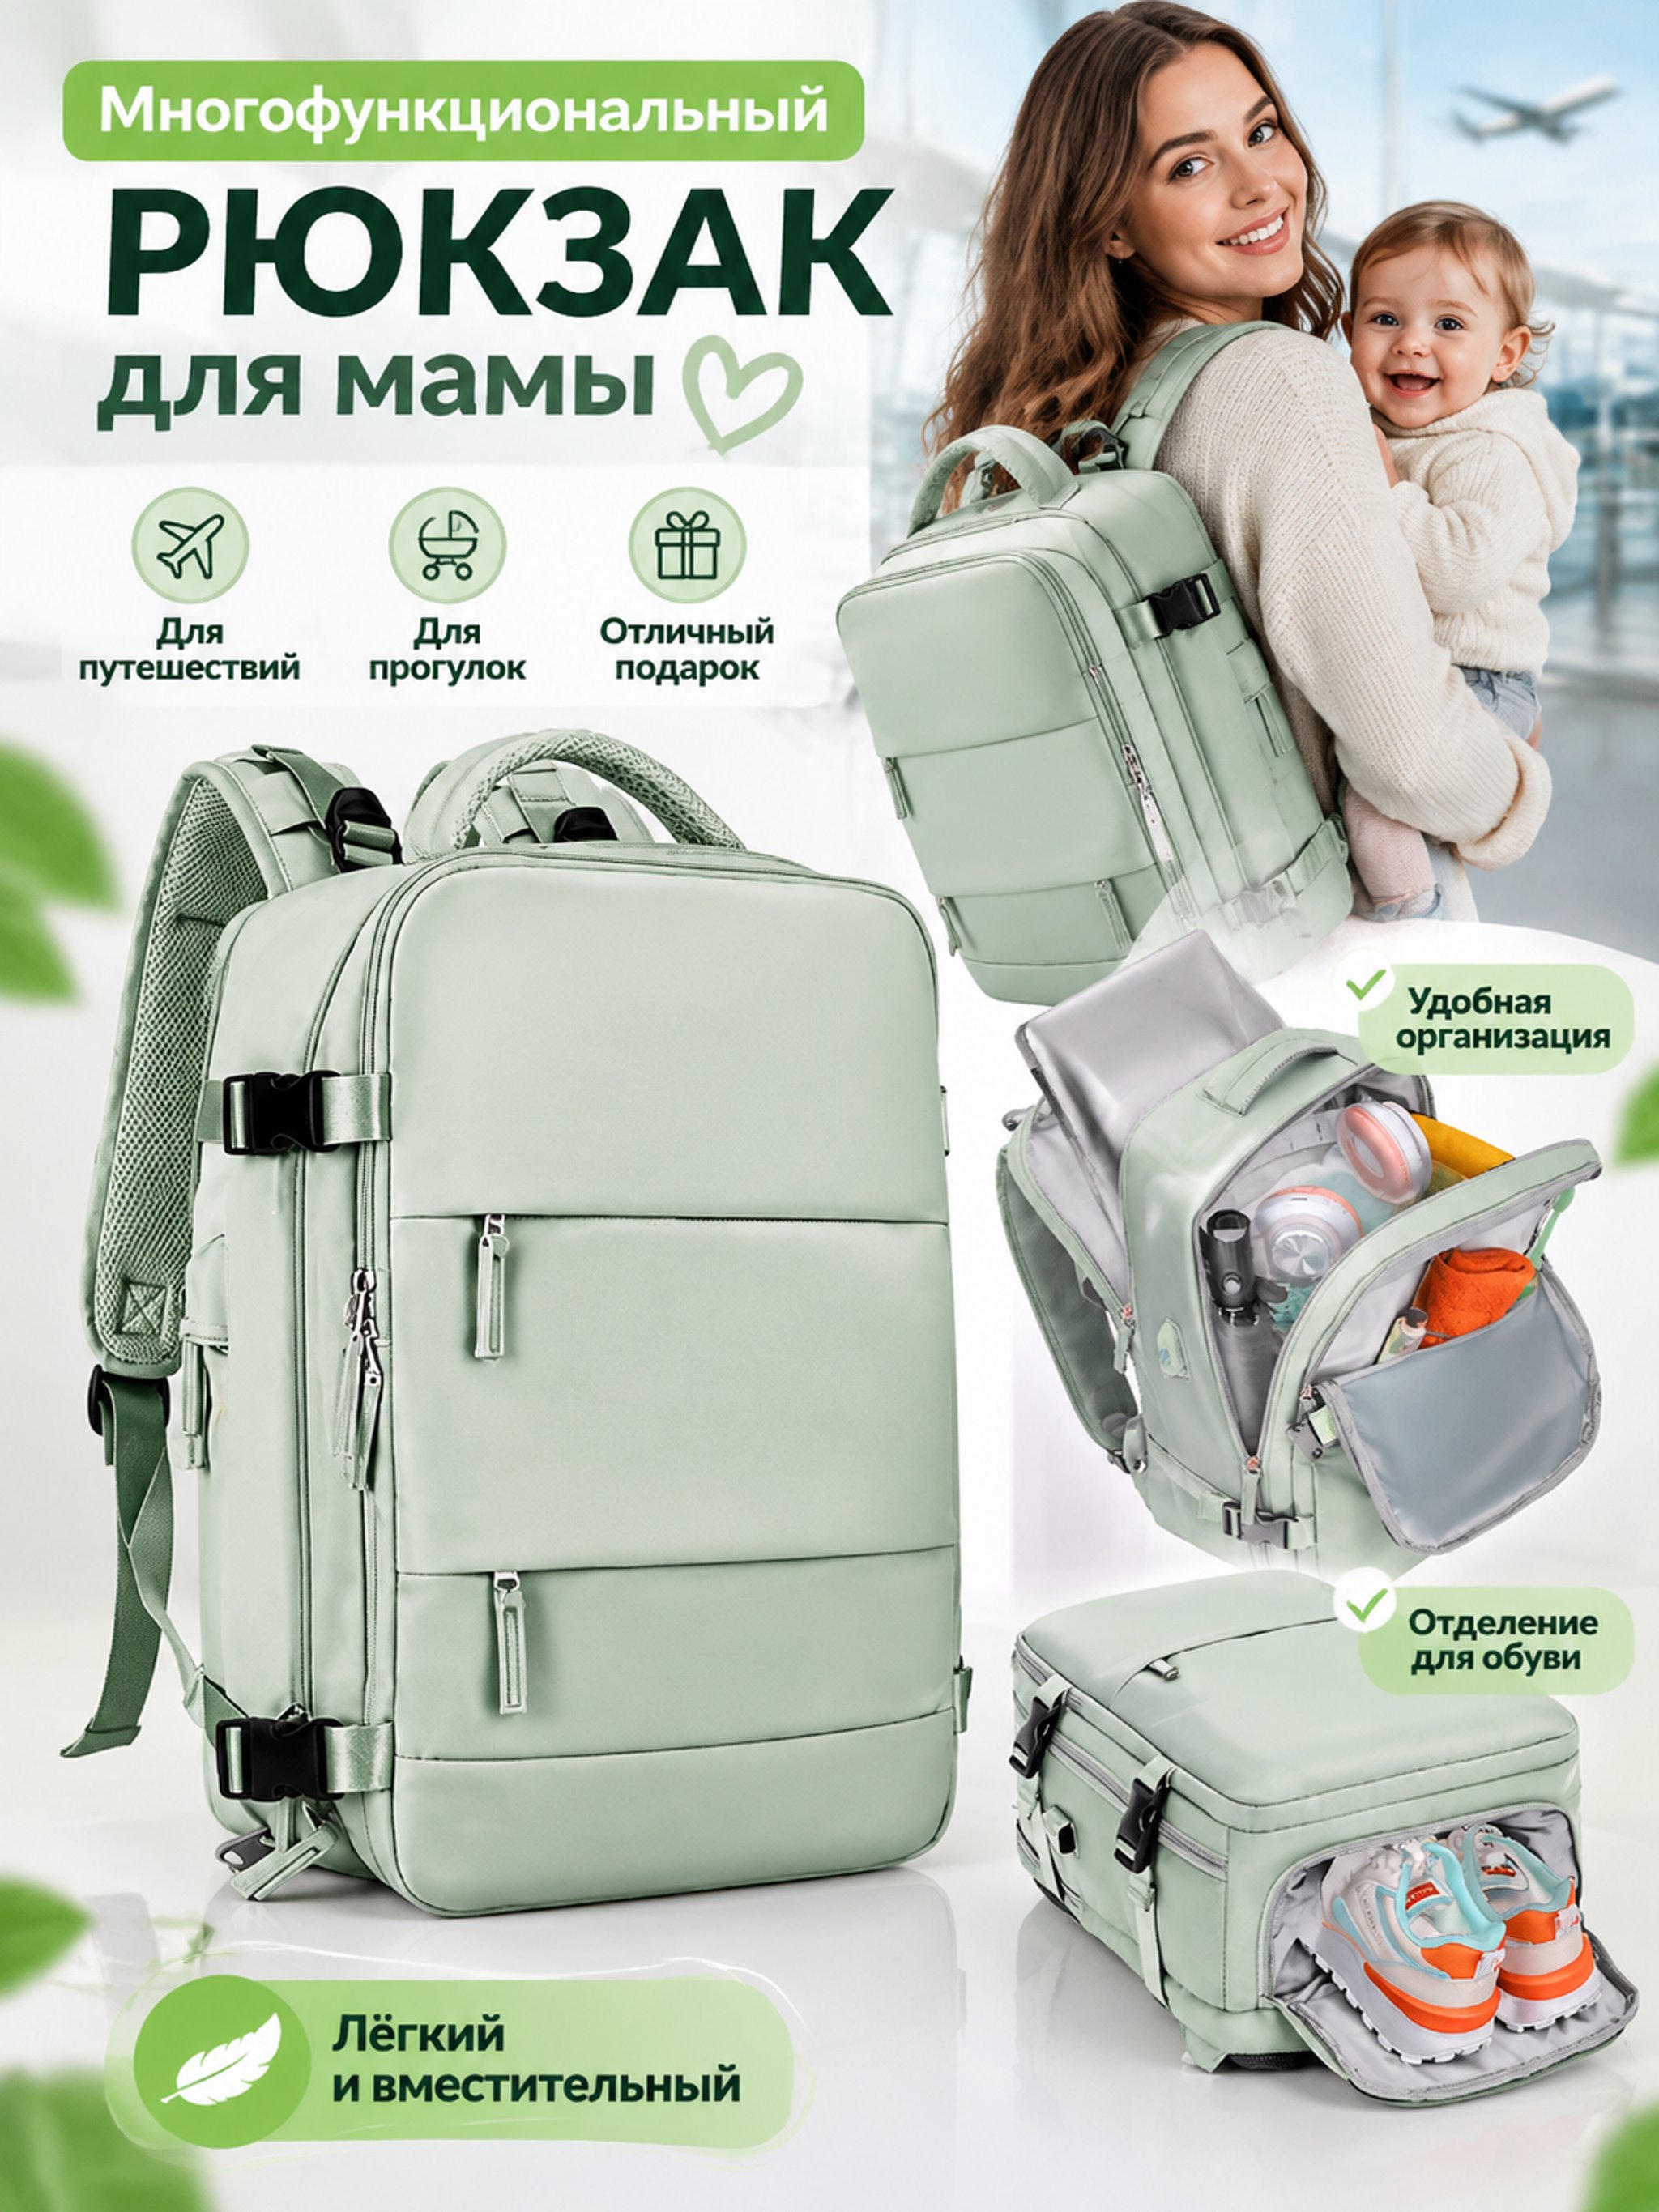 Многофункциональный
РЮКЗАК
для мамы
Для
путешествий
Для
прогулок
Отличный
подарок
Удобная
организация
Отделение
для обуви
Лёгкий
и вместительный